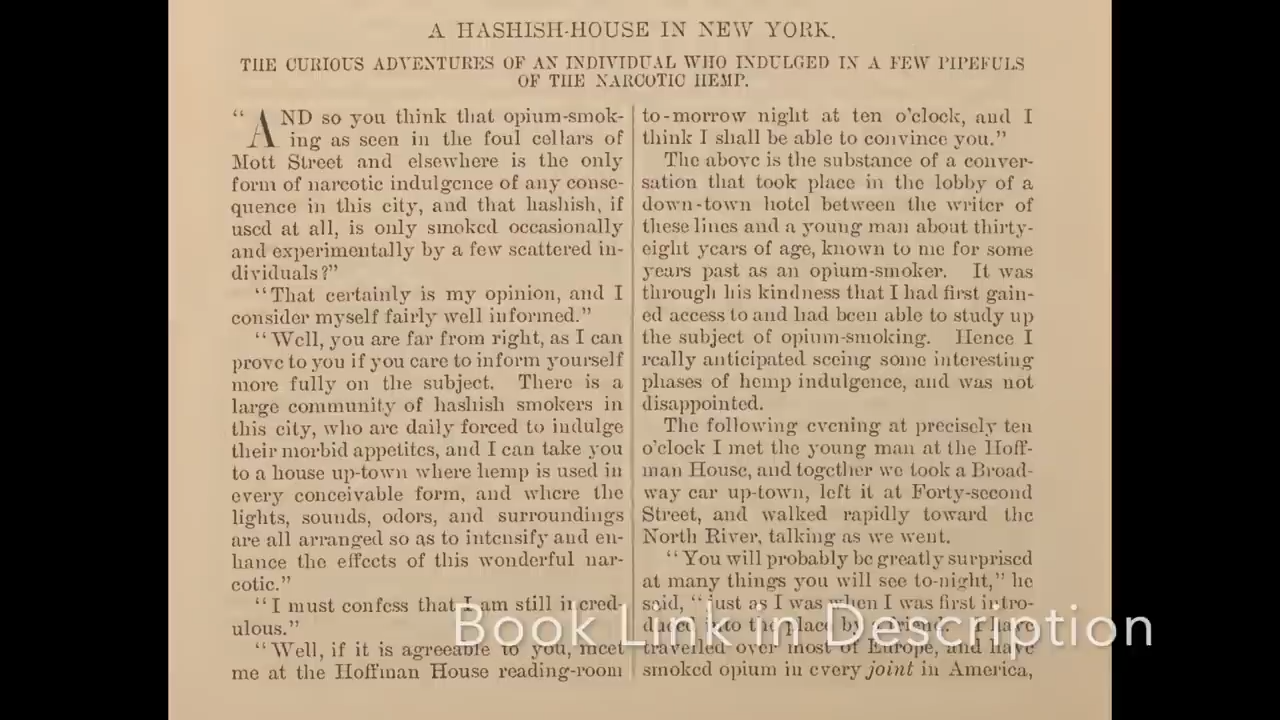 A HASHISH-HOUSE IN NEW YORK.
THE CURIOUS ADVENTURES OF AN INDIVIDUAL WHO INDULGED IN A FEW PIPEFULS
OF THE NARCOTIC HEMP.
“AND so you think that opium-smok-
ing as seen in the foul cellars of
Mott Street and elsewhere is the only
form of narcotic indulgence of any conse-
quence in this city, and that hashish, if
used at all, is only smoked occasionally
and experimentally by a few scattered in-
dividuals?”
“That certainly is my opinion, and I
consider myself fairly well informed.”
“Well, you are far from right, as I can
prove to you if you care to inform yourself
more fully on the subject. There is a
large community of hashish smokers in
this city, who are daily forced to indulge
their morbid appetites, and I can take you
to a house up-town where hemp is used in
every conceivable form, and where the
lights, sounds, odors, and surroundings
are all arranged so as to intensify and en-
hance the effects of this wonderful nar-
cotic.”
“I must confess that I am still incred-
ulous.”
“Well, if it is agreeable to you, meet
me at the Hoffman House reading-room
to-morrow night at ten o’clock, and I
think I shall be able to convince you.”
The above is the substance of a conver-
sation that took place in the lobby of a
down-town hotel between the writer of
these lines and a young man about thirty-
eight years of age, known to me for some
years past as an opium-smoker. It was
through his kindness that I had first gain-
ed access to and had been able to study up
the subject of opium-smoking. Hence I
really anticipated seeing some interesting
phases of hemp indulgence, and was not
disappointed.
The following evening at precisely ten
o’clock I met the young man at the Hoff-
man House, and together we took a Broad-
way car up-town, left it at Forty-second
Street, and walked rapidly toward the
North River, talking as we went.
“You will probably be greatly surprised
at many things you will see to-night,” he
said, “just as I was when I was first intro-
duced into the place by a friend. I have
travelled over most of Europe, and have
smoked opium in every joint in America,
Book Link in Description